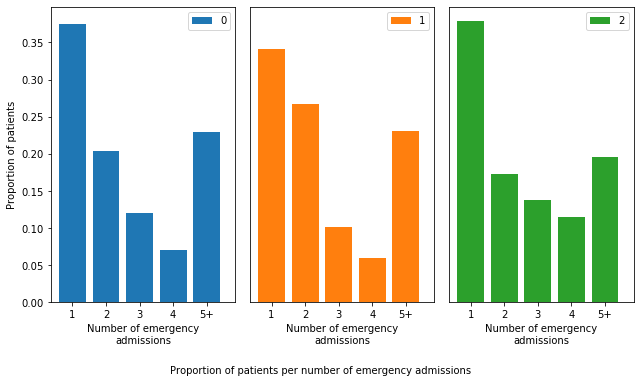 0
1
2
Proportion of patients
0.35
0.30
0.25
0.20
0.15
0.10
0.05
0.00
1 2 3 4 5+
1 2 3 4 5+
1 2 3 4 5+
Number of emergency
admissions
Number of emergency
admissions
Number of emergency
admissions
Proportion of patients per number of emergency admissions